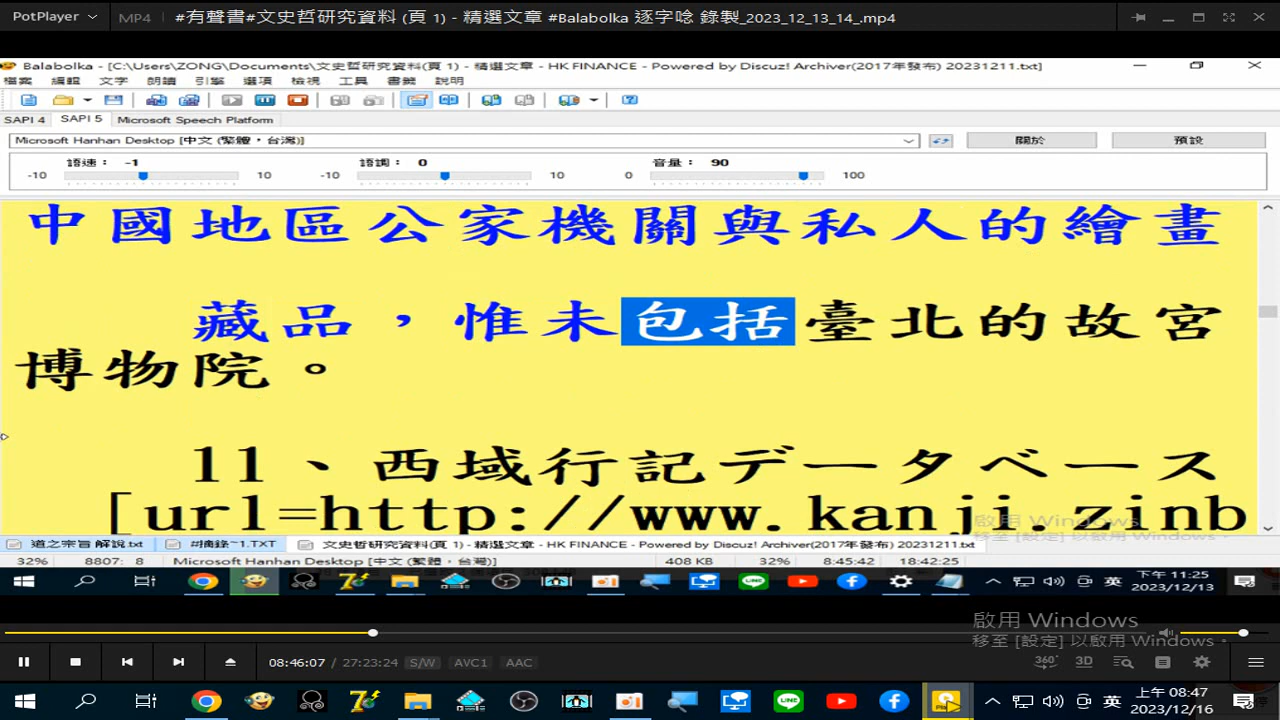 PotPlayer MP4 #有聲書#文史哲研究資料 (頁 1) - 精選文章 #Balabolka 逐字唸 錄製_2023_12_13_14_.mp4
Balabolka - [C:\Users\ZONG\Documents\文史哲研究資料(頁 1) - 精選文章 - HK FINANCE - Powered by Discuz! Archiver(2017年發布) 20231211.txt]
檔案 編輯 文字 朗讀 引擎 選項 檢視 工具 書籤 說明
SAPI 4 SAPI 5 Microsoft Speech Platform
Microsoft Hanhan Desktop [中文 (繁體，台灣)] 關於 預設
語速： -1 語調： 0 音量： 90
-10 10 -10 10 0 100
中國地區公家機關與私人的繪畫
藏品，惟未包括臺北的故宮
博物院。
11、西域行記データベース
[url=http://www.kanji.zinb
道之宗旨 解說.txt #摘錄~1.TXT 文史哲研究資料(頁 1) - 精選文章 - HK FINANCE - Powered by Discuz! Archiver(2017年發布) 20231211.txt
32% 8807: 8 Microsoft Hanhan Desktop [中文 (繁體，台灣)] 408 KB 32% 8:45:42 18:42:25
英 下午 11:25
2023/12/13
啟用 Windows
移至 [設定] 以啟用 Windows。
08:46:07 / 27:23:24 S/W AVC1 AAC 360° 3D
英 上午 08:47
2023/12/16